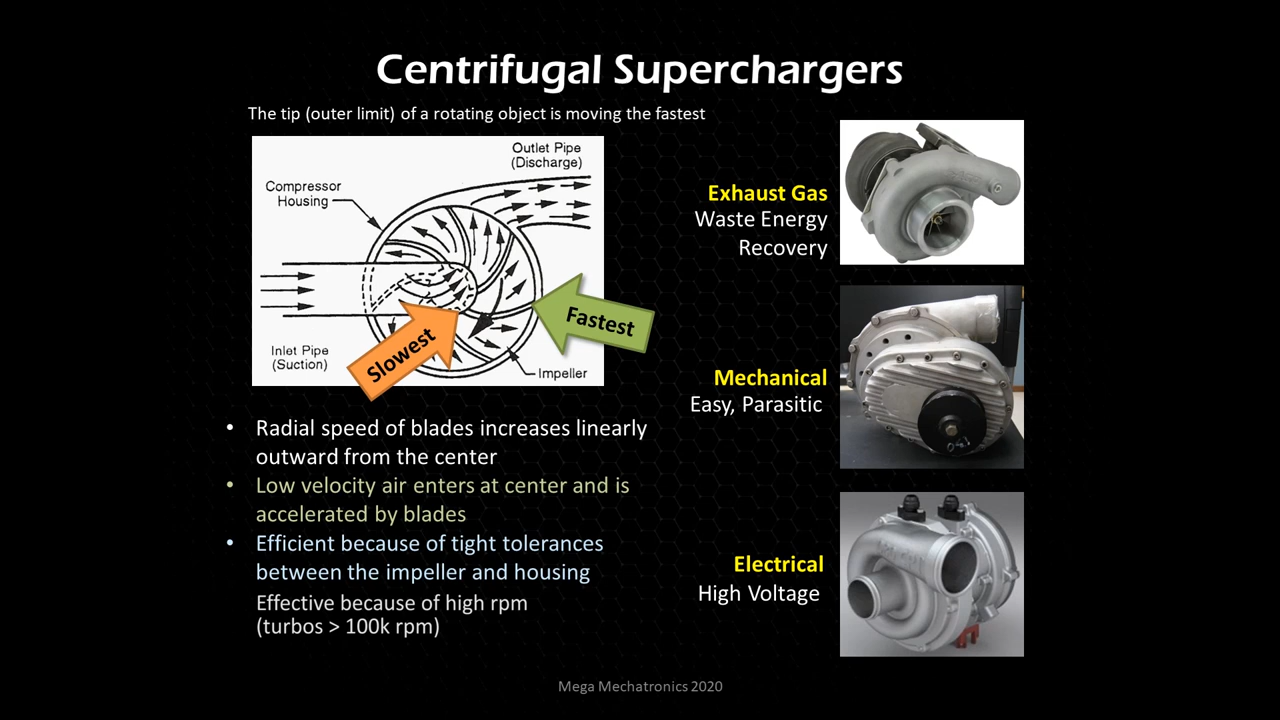 Centrifugal Superchargers
The tip (outer limit) of a rotating object is moving the fastest
Outlet Pipe
(Discharge)
Compressor
Housing
Inlet Pipe
(Suction)
Impeller
Slowest
Fastest
• Radial speed of blades increases linearly
outward from the center
• Low velocity air enters at center and is
accelerated by blades
• Efficient because of tight tolerances
between the impeller and housing
Effective because of high rpm
(turbos > 100k rpm)
Exhaust Gas
Waste Energy
Recovery
Mechanical
Easy, Parasitic
Electrical
High Voltage
Mega Mechatronics 2020